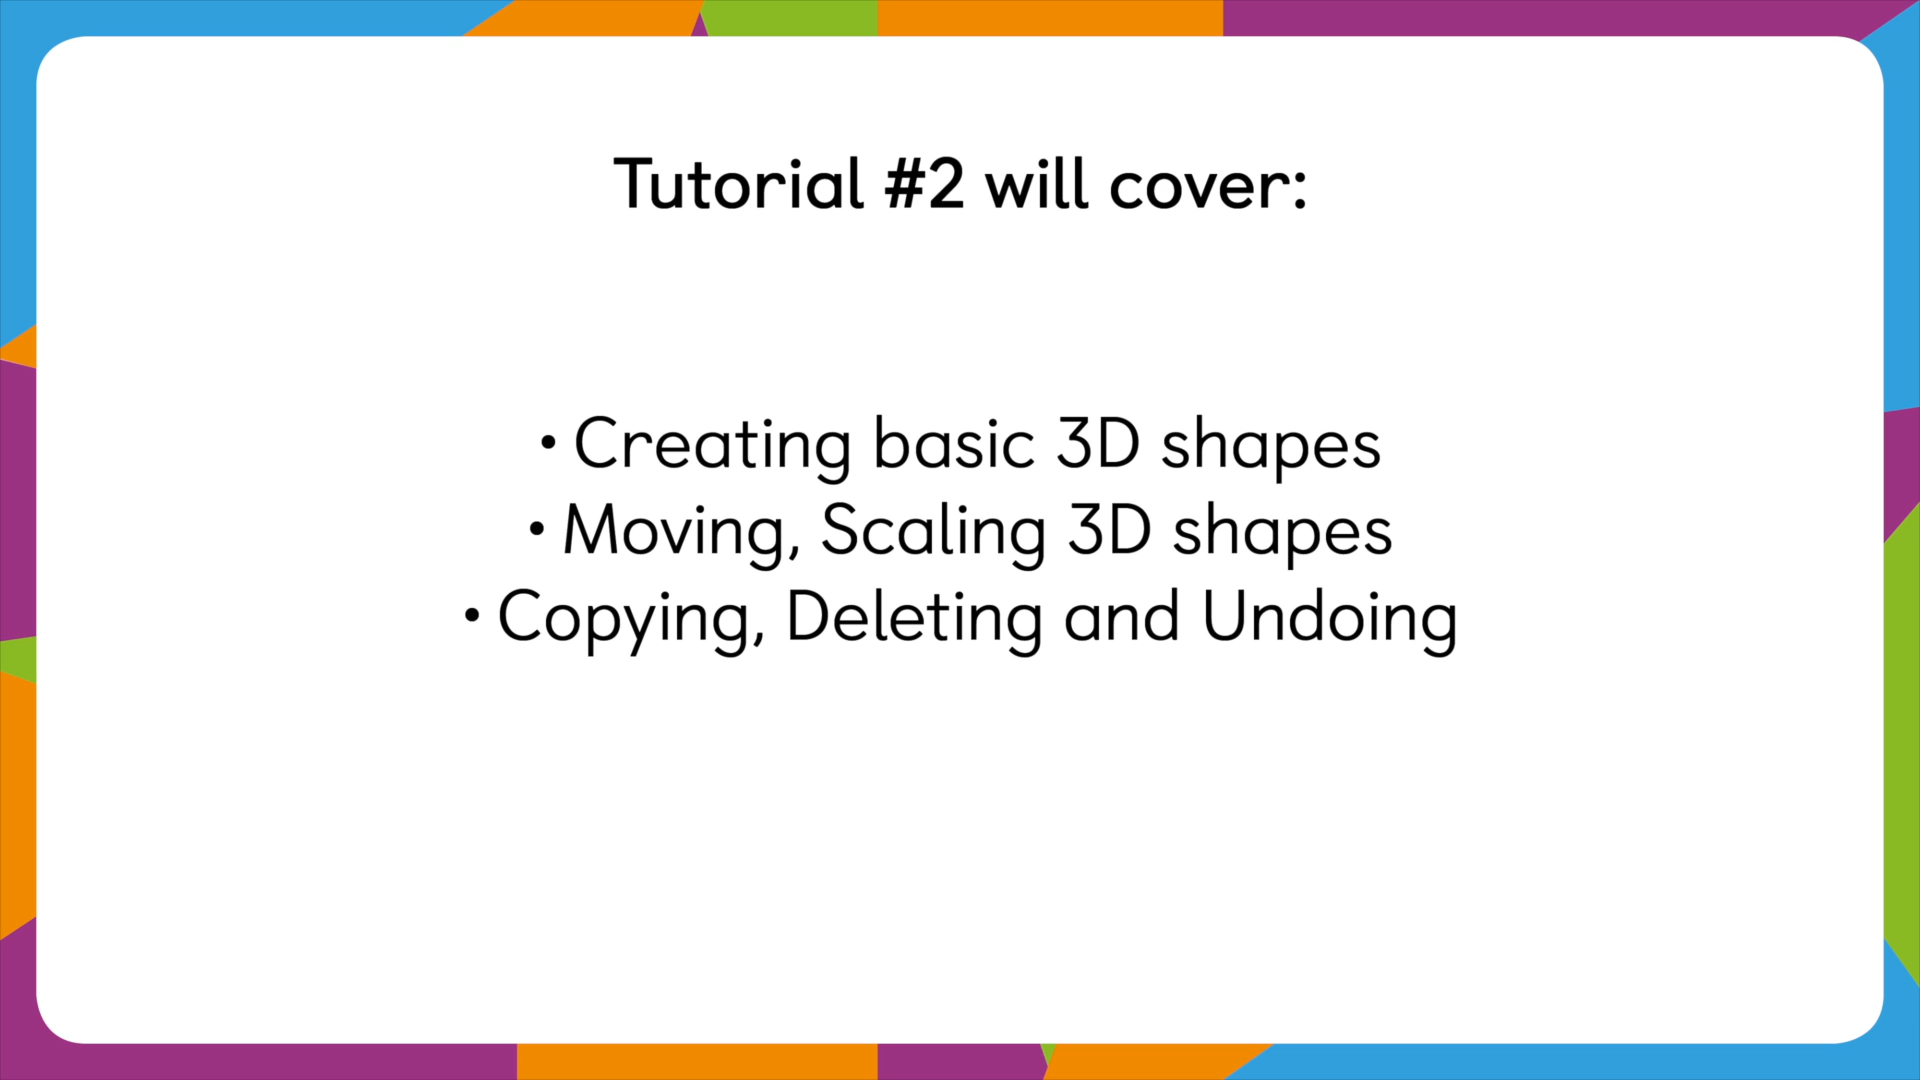 Tutorial #2 will cover:
• Creating basic 3D shapes
• Moving, Scaling 3D shapes
• Copying, Deleting and Undoing